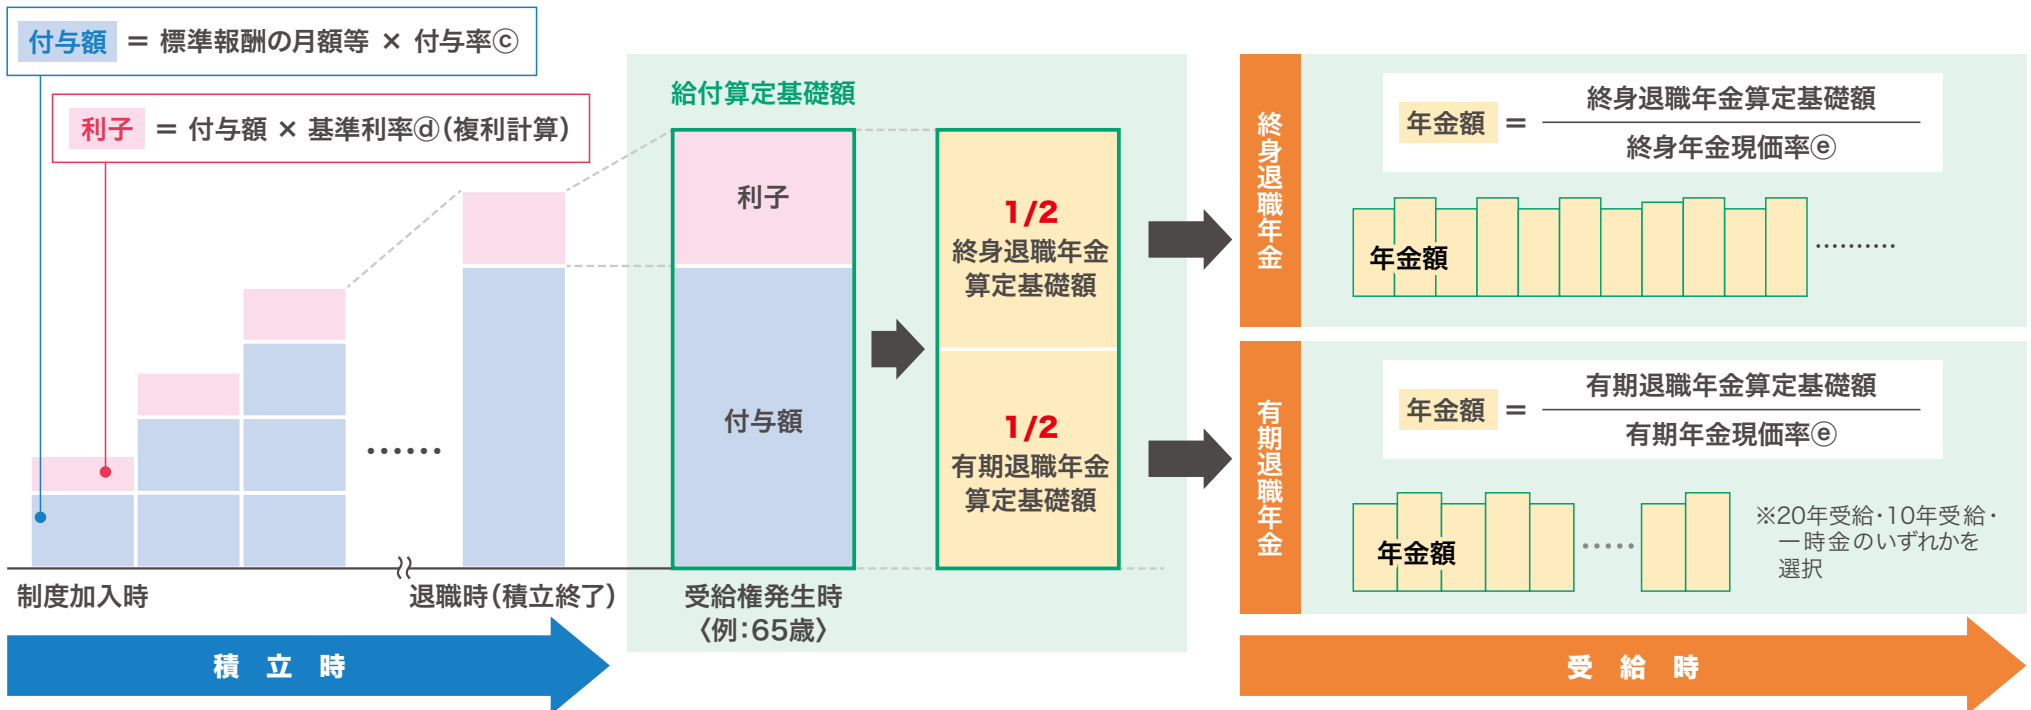 付与額 ＝ 標準報酬の月額等 × 付与率ⓒ
利子 ＝ 付与額 × 基準利率ⓓ（複利計算）
給付算定基礎額
利子
付与額
1/2
終身退職年金
算定基礎額
1/2
有期退職年金
算定基礎額
……
制度加入時
退職時（積立終了）
受給権発生時
〈例：65歳〉
積立時
終身退職年金
年金額 ＝ 終身退職年金算定基礎額
終身年金現価率ⓔ
年金額
有期退職年金
年金額 ＝ 有期退職年金算定基礎額
有期年金現価率ⓔ
年金額
※20年受給・10年受給・
一時金のいずれかを
選択
受給時